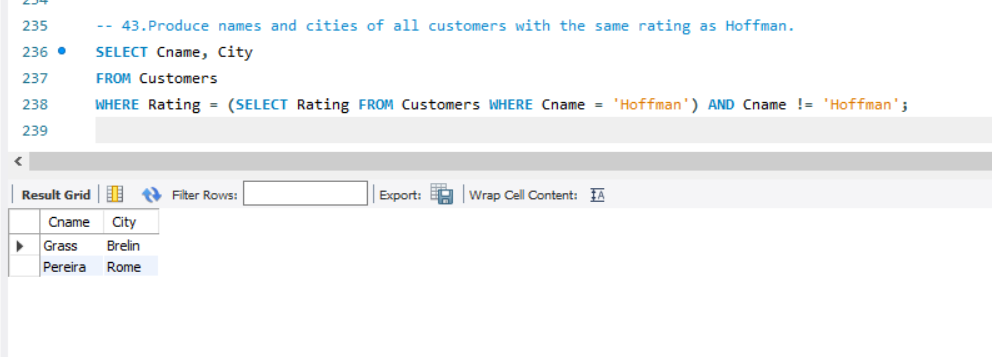 234
235 -- 43.Produce names and cities of all customers with the same rating as Hoffman.
236 SELECT Cname, City
237 FROM Customers
238 WHERE Rating = (SELECT Rating FROM Customers WHERE Cname = 'Hoffman') AND Cname != 'Hoffman';
239
Result Grid Filter Rows: Export: Wrap Cell Content: IA
Cname City
Grass Brelin
Pereira Rome